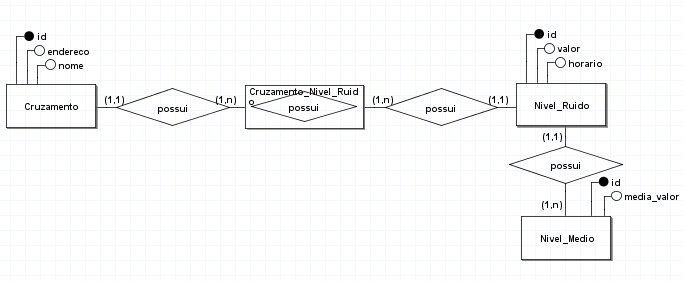 id
endereco
nome
Cruzamento
(1,1)
possui
(1,n)
Cruzamento_Nivel_Ruid
o
possui
(1,n)
possui
(1,1)
id
valor
horario
Nivel_Ruido
(1,1)
possui
(1,n)
id
media_valor
Nivel_Medio